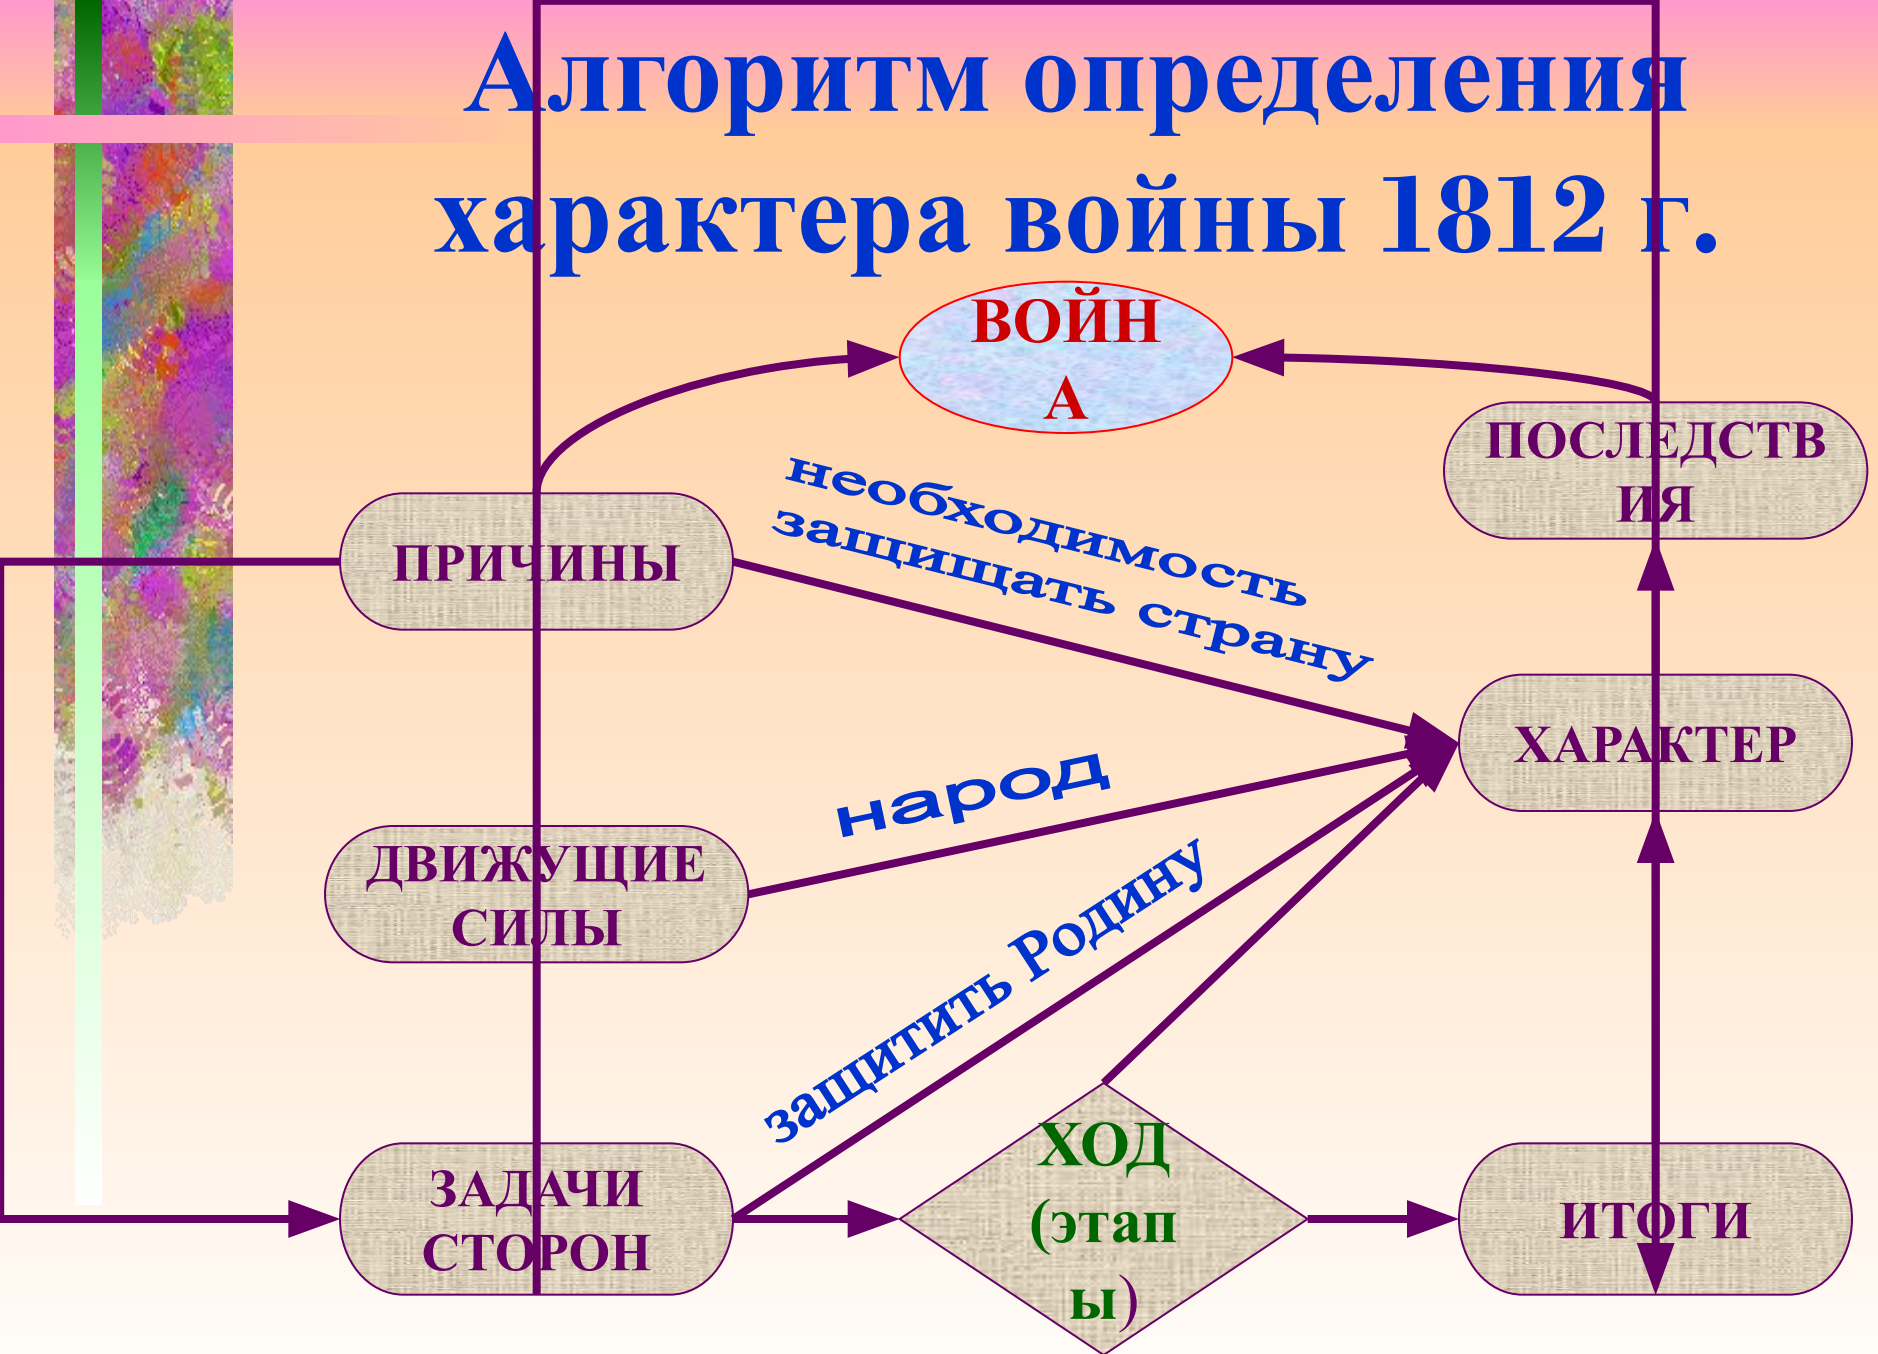 Алгоритм определения
характера войны 1812 г.
ВОЙН
А
ПОСЛЕДСТВ
ИЯ
необходимость
защищать страну
ПРИЧИНЫ
ХАРАКТЕР
народ
ДВИЖУЩИЕ
СИЛЫ
защитить Родину
ЗАДАЧИ
СТОРОН
ХОД
(этап
ы)
ИТОГИ